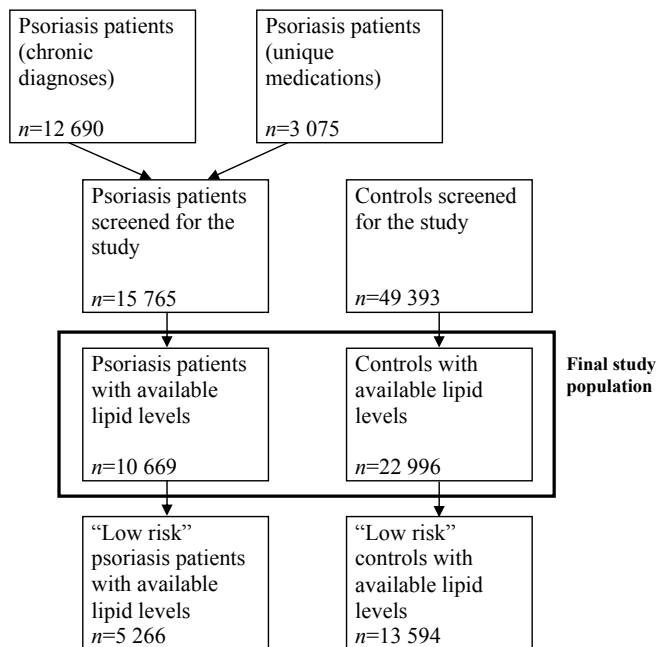 Psoriasis patients
(chronic
diagnoses)
n=12 690
Psoriasis patients
(unique
medications)
n=3 075
Psoriasis patients
screened for the
study
n=15 765
Controls screened
for the study
n=49 393
Psoriasis patients
with available
lipid levels
n=10 669
Controls with
available lipid
levels
n=22 996
Final study
population
“Low risk”
psoriasis patients
with available
lipid levels
n=5 266
“Low risk”
controls with
available lipid
levels
n=13 594